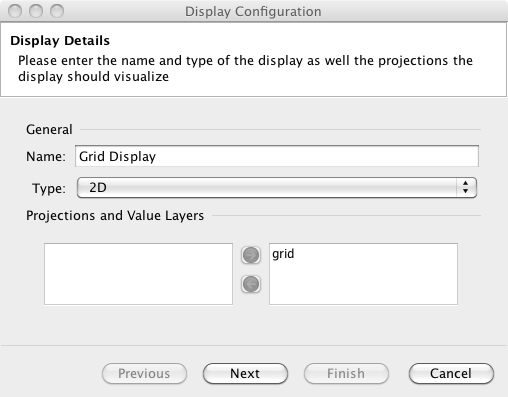 Display Configuration
Display Details
Please enter the name and type of the display as well the projections the
display should visualize
General
Name: Grid Display
Type: 2D
Projections and Value Layers
grid
Previous Next Finish Cancel